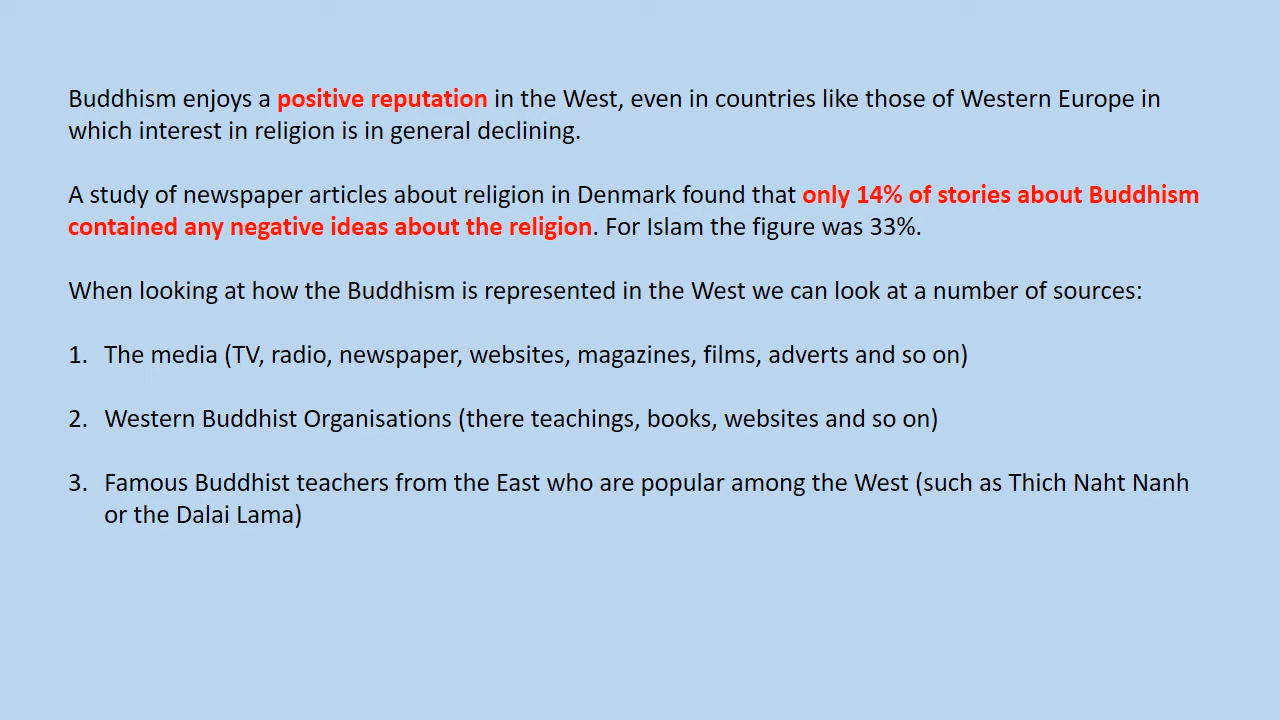 Buddhism enjoys a positive reputation in the West, even in countries like those of Western Europe in
which interest in religion is in general declining.
A study of newspaper articles about religion in Denmark found that only 14% of stories about Buddhism
contained any negative ideas about the religion. For Islam the figure was 33%.
When looking at how the Buddhism is represented in the West we can look at a number of sources:
1. The media (TV, radio, newspaper, websites, magazines, films, adverts and so on)
2. Western Buddhist Organisations (there teachings, books, websites and so on)
3. Famous Buddhist teachers from the East who are popular among the West (such as Thich Naht Nanh
or the Dalai Lama)